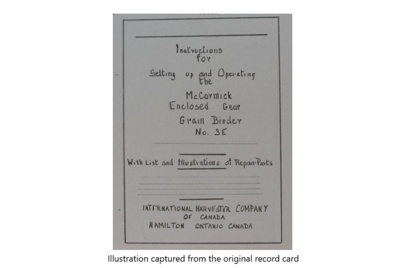 Instructions
for
Setting up and Operating
the
McCormick
Enclosed Gear
Grain Binder
No. 3E
With List and Illustrations of Repair Parts
INTERNATIONAL HARVESTER COMPANY
OF CANADA
HAMILTON ONTARIO CANADA
Illustration captured from the original record card